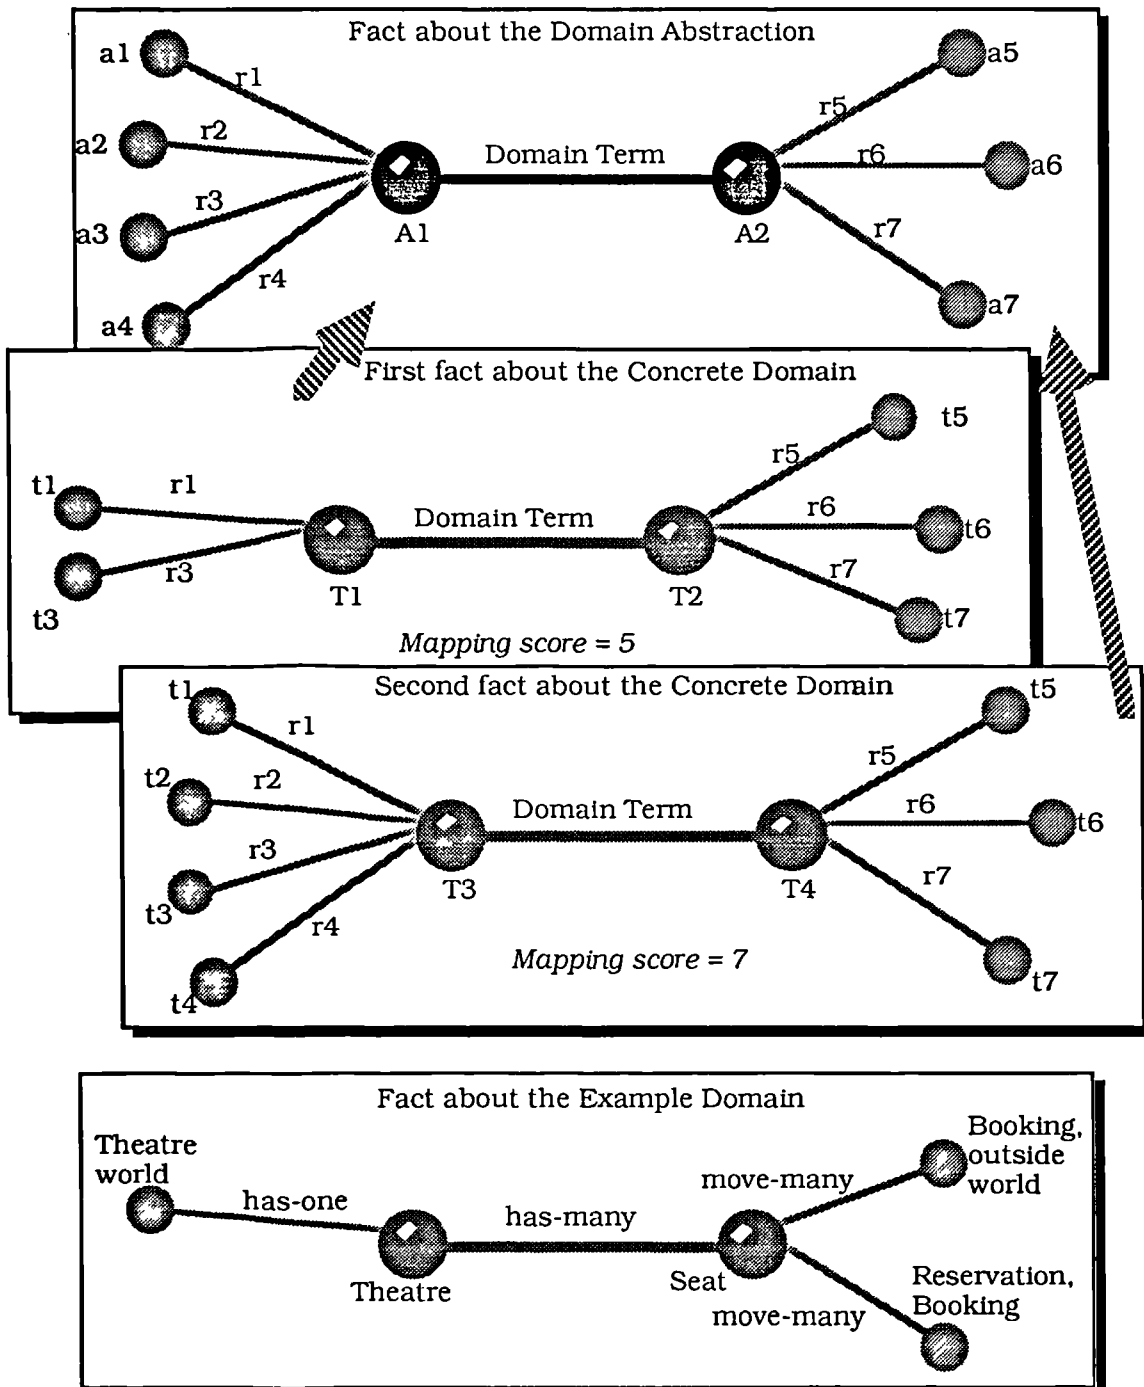 Fact about the Domain Abstraction
a1
r1
a5
r5
a2
r2
Domain Term
r6
a6
r3
a3
A1
A2
r7
r4
a4
a7
First fact about the Concrete Domain
t5
r5
t1
r1
Domain Term
r6
t6
r3
r7
T1
T2
t3
t7
Mapping score = 5
t1
Second fact about the Concrete Domain
t5
r1
r5
t2
r2
Domain Term
r6
t6
r3
T3
T4
r7
t3
r4
Mapping score = 7
t4
t7
Fact about the Example Domain
Theatre
world
Booking,
outside
world
move-many
has-one
has-many
Theatre
Seat
Reservation,
Booking
move-many